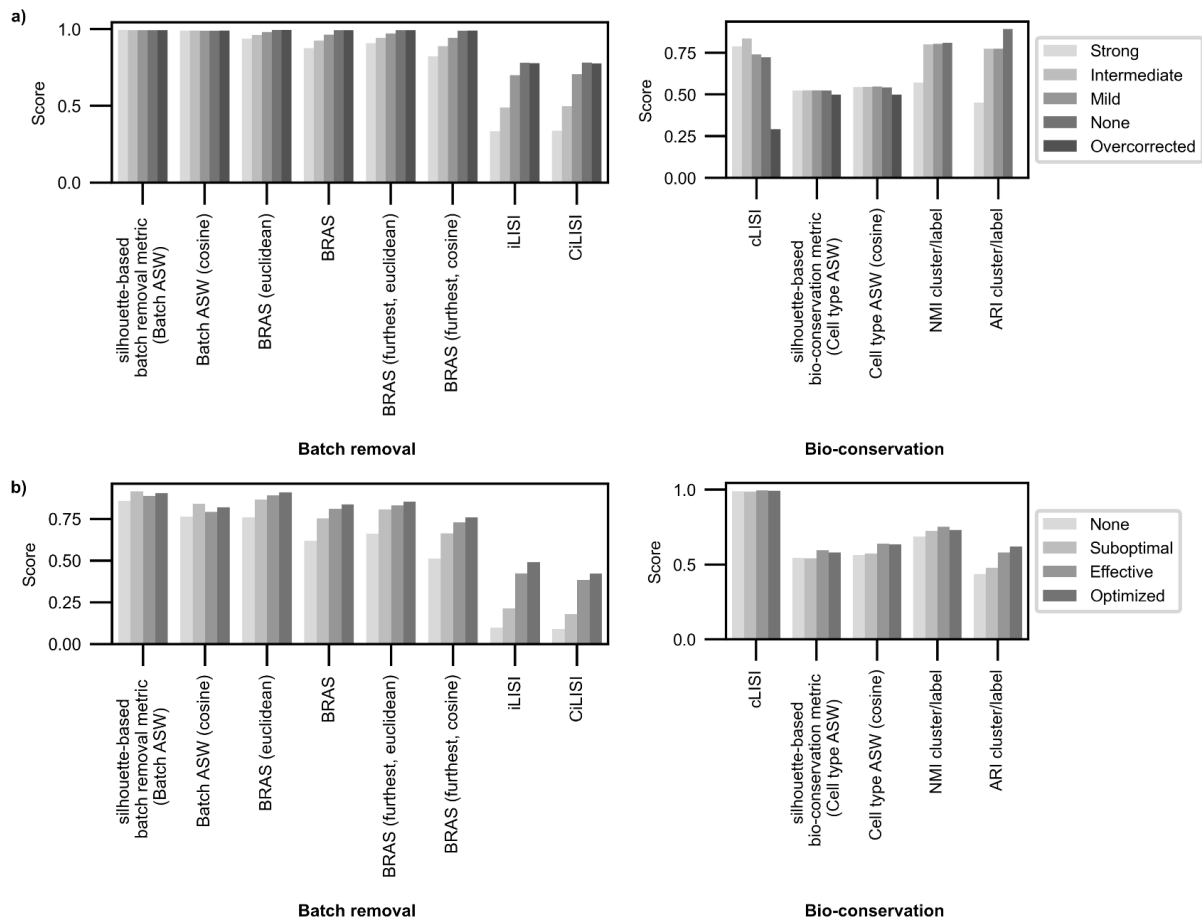 a)
1.0
0.5
0.0
Score
silhouette-based
batch removal metric
(Batch ASW)
Batch ASW (cosine)
BRAS (euclidean)
BRAS
BRAS (furthest, euclidean)
BRAS (furthest, cosine)
iLISI
CiLISI
Batch removal
0.75
0.50
0.25
0.00
Score
cLISI
silhouette-based
bio-conservation metric
(Cell type ASW)
Cell type ASW (cosine)
NMI cluster/label
ARI cluster/label
Bio-conservation
Strong
Intermediate
Mild
None
Overcorrected
b)
0.75
0.50
0.25
0.00
Score
silhouette-based
batch removal metric
(Batch ASW)
Batch ASW (cosine)
BRAS (euclidean)
BRAS
BRAS (furthest, euclidean)
BRAS (furthest, cosine)
iLISI
CiLISI
Batch removal
1.0
0.5
0.0
Score
cLISI
silhouette-based
bio-conservation metric
(Cell type ASW)
Cell type ASW (cosine)
NMI cluster/label
ARI cluster/label
Bio-conservation
None
Suboptimal
Effective
Optimized